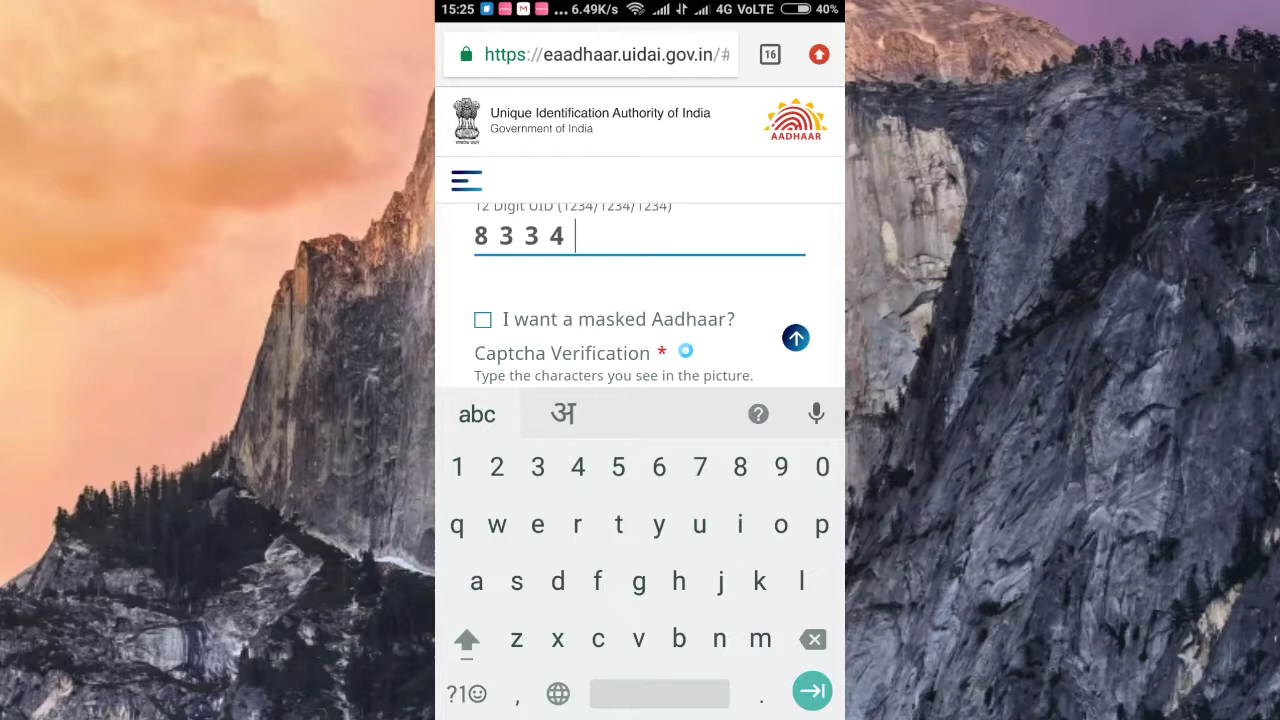 15:25 ... 6.49K/s 4G VoLTE 40%
https://eaadhaar.uidai.gov.in/# 16
Unique Identification Authority of India
Government of India
AADHAAR
12 Digit UID (1234/1234/1234)
8 3 3 4
I want a masked Aadhaar?
Captcha Verification *
Type the characters you see in the picture.
abc अ ?
1 2 3 4 5 6 7 8 9 0
q w e r t y u i o p
a s d f g h j k l
z x c v b n m
?1☺ , .